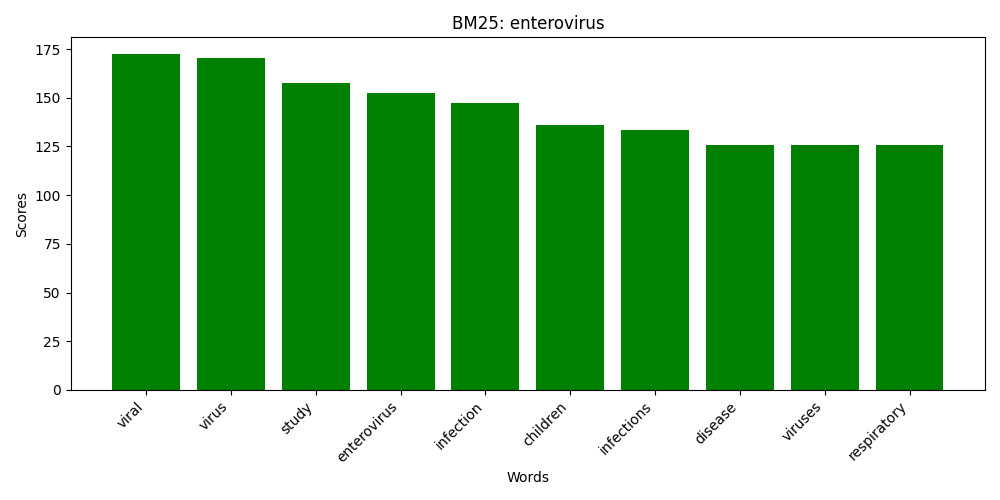 BM25: enterovirus
Scores
175
150
125
100
75
50
25
0
viral
virus
study
enterovirus
infection
children
infections
disease
viruses
respiratory
Words